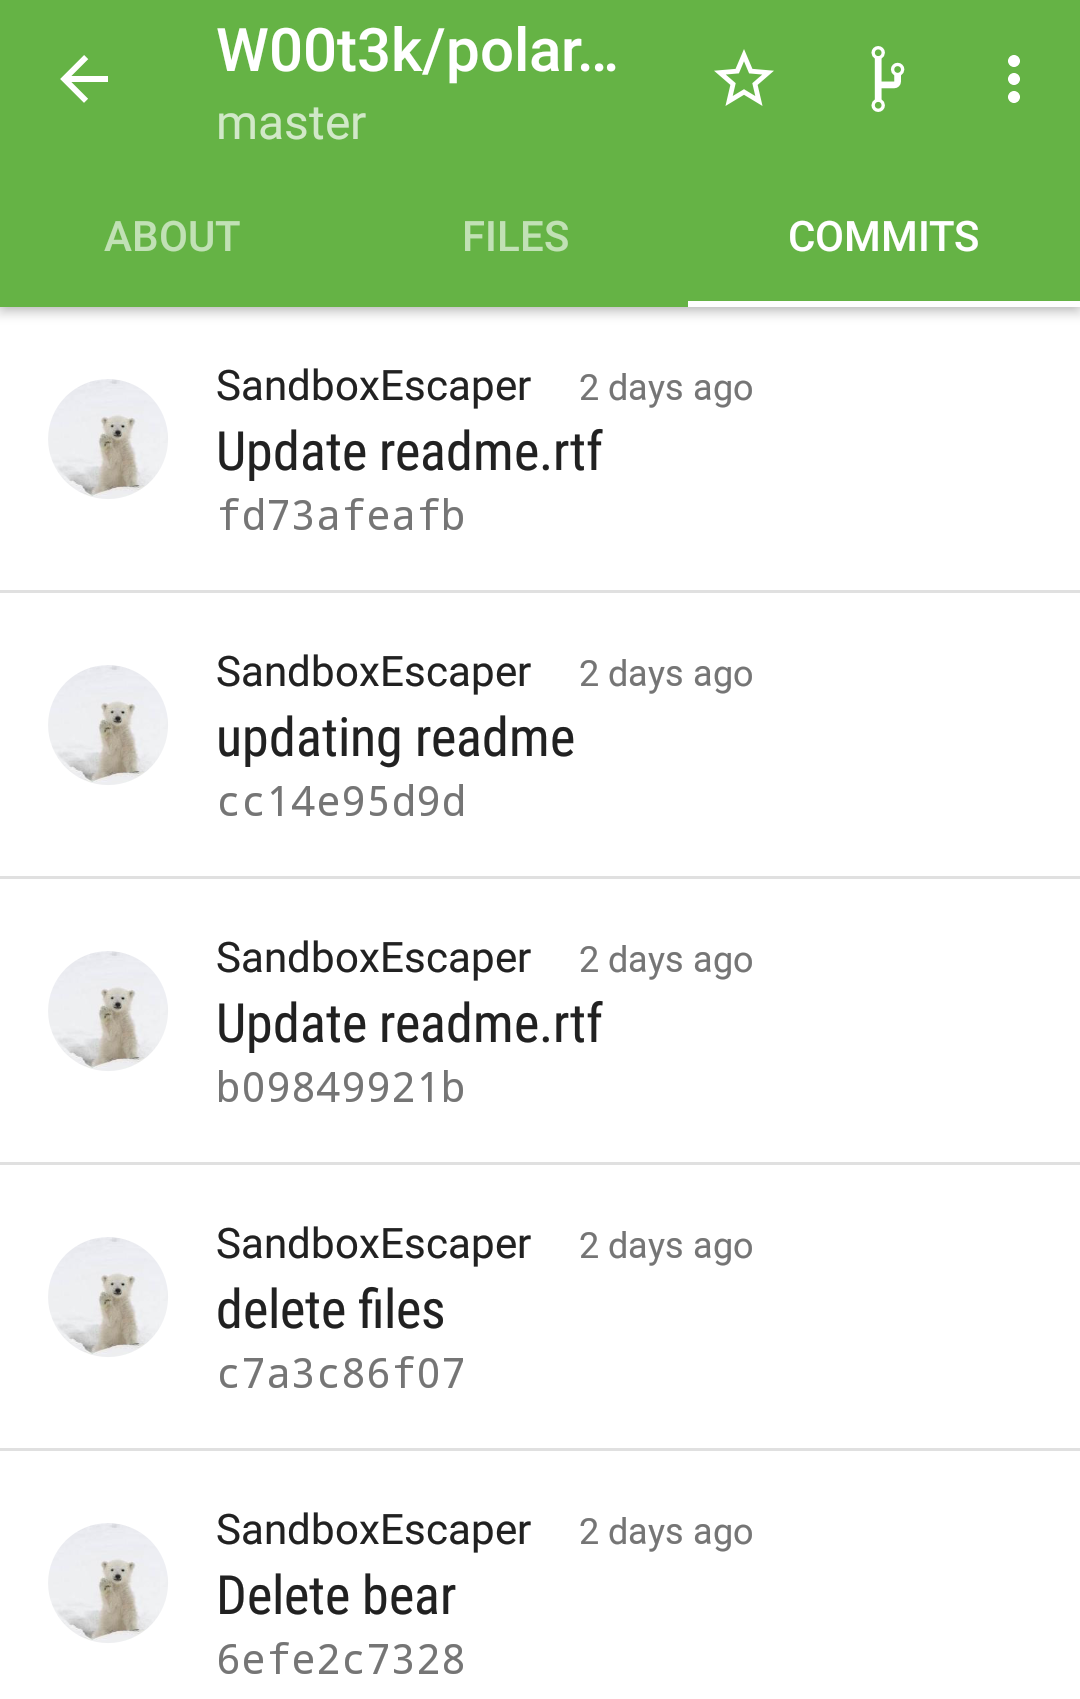 W00t3k/polar...
master
ABOUT FILES COMMITS
SandboxEscaper 2 days ago
Update readme.rtf
fd73afeafb
SandboxEscaper 2 days ago
updating readme
cc14e95d9d
SandboxEscaper 2 days ago
Update readme.rtf
b09849921b
SandboxEscaper 2 days ago
delete files
c7a3c86f07
SandboxEscaper 2 days ago
Delete bear
6efe2c7328